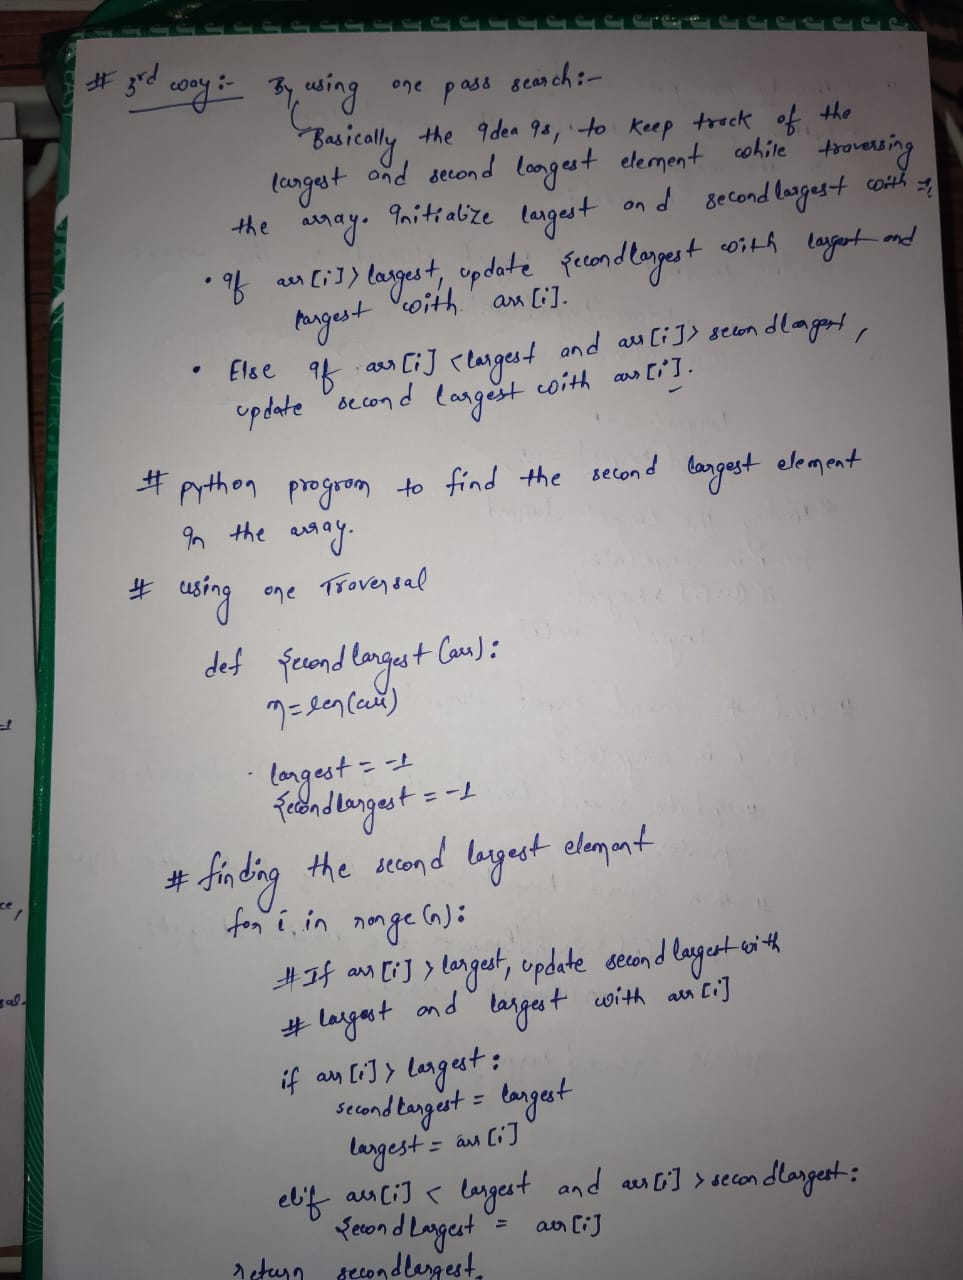 # 3rd way :- By using one pass search:-
Basically the idea is, to keep track of the
largest and second largest element while traversing
the array. Initialize largest and secondlargest with -1
• if arr[i]> largest, update secondlargest with largest and
largest with arr[i].
• Else if arr[i] < largest and arr[i]> secondlargest,
update second largest with arr[i].
# python program to find the second largest element
in the array.
# using one Traversal
def secondlargest(arr):
n=len(arr)
largest = -1
secondlargest = -1
# finding the second largest element
for i in range(n):
# If arr[i] > largest, update second largest with
# largest and largest with arr[i]
if arr[i]> largest:
secondlargest = largest
largest = arr[i]
elif arr[i] < largest and arr[i] > secondlargest:
secondlargest = arr[i]
return secondlargest.